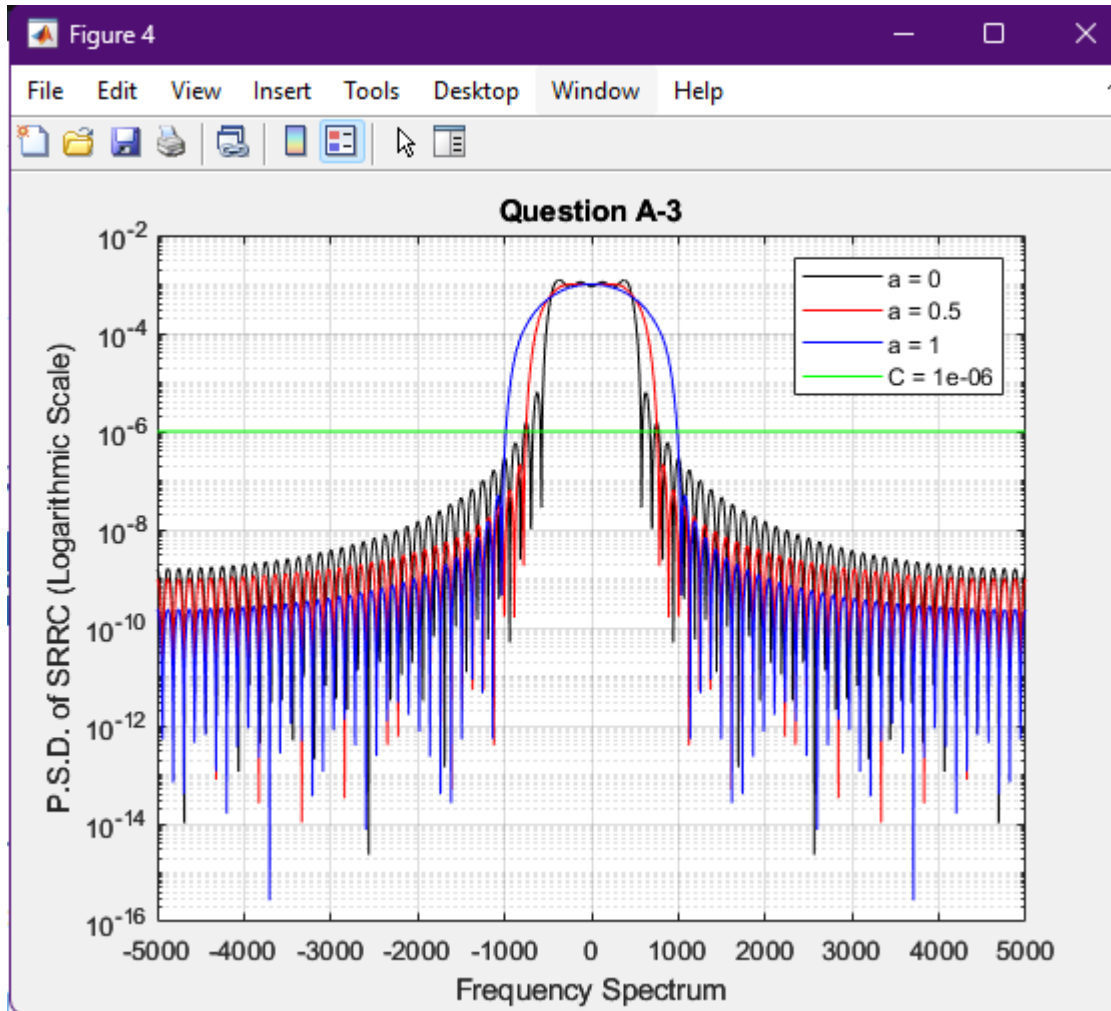 Figure 4
File Edit View Insert Tools Desktop Window Help
Question A-3
10^-2
10^-4
10^-6
10^-8
10^-10
10^-12
10^-14
10^-16
P.S.D. of SRRC (Logarithmic Scale)
a = 0
a = 0.5
a = 1
C = 1e-06
-5000 -4000 -3000 -2000 -1000 0 1000 2000 3000 4000 5000
Frequency Spectrum